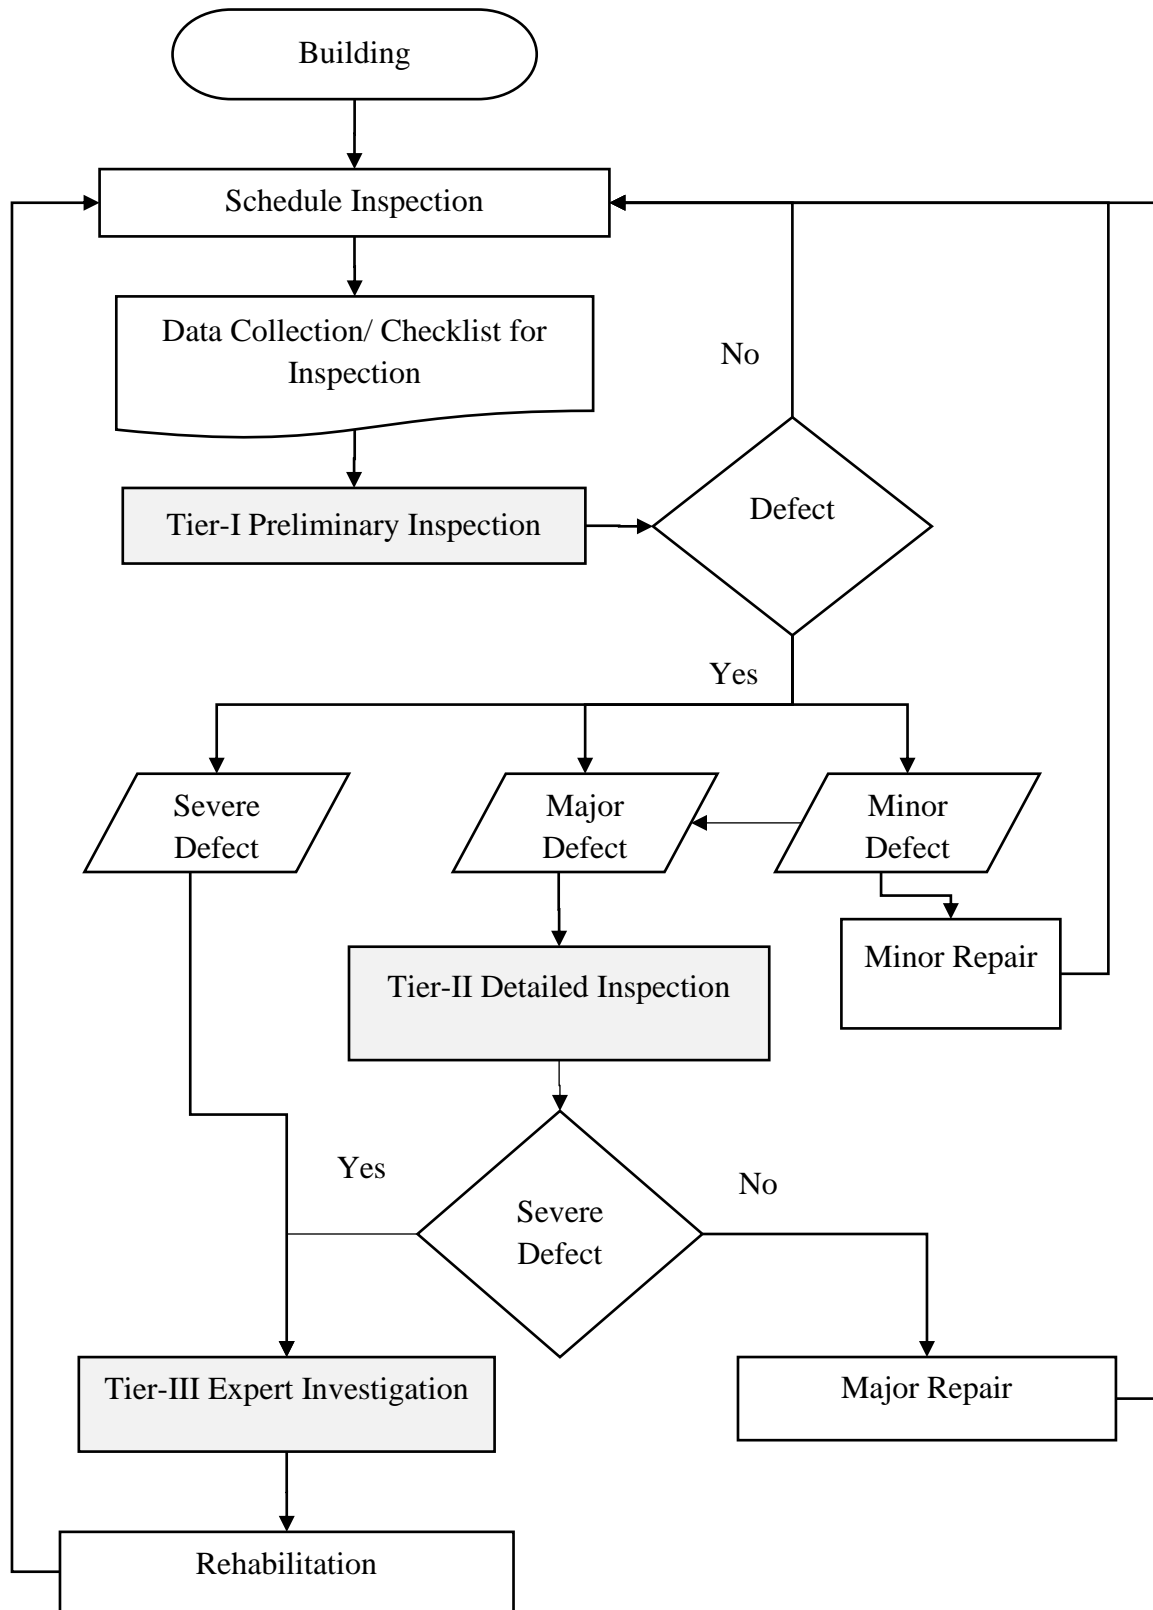 Building
Schedule Inspection
Data Collection/ Checklist for
Inspection
No
Tier-I Preliminary Inspection
Defect
Yes
Severe
Defect
Major
Defect
Minor
Defect
Minor Repair
Tier-II Detailed Inspection
Yes
No
Severe
Defect
Tier-III Expert Investigation
Major Repair
Rehabilitation